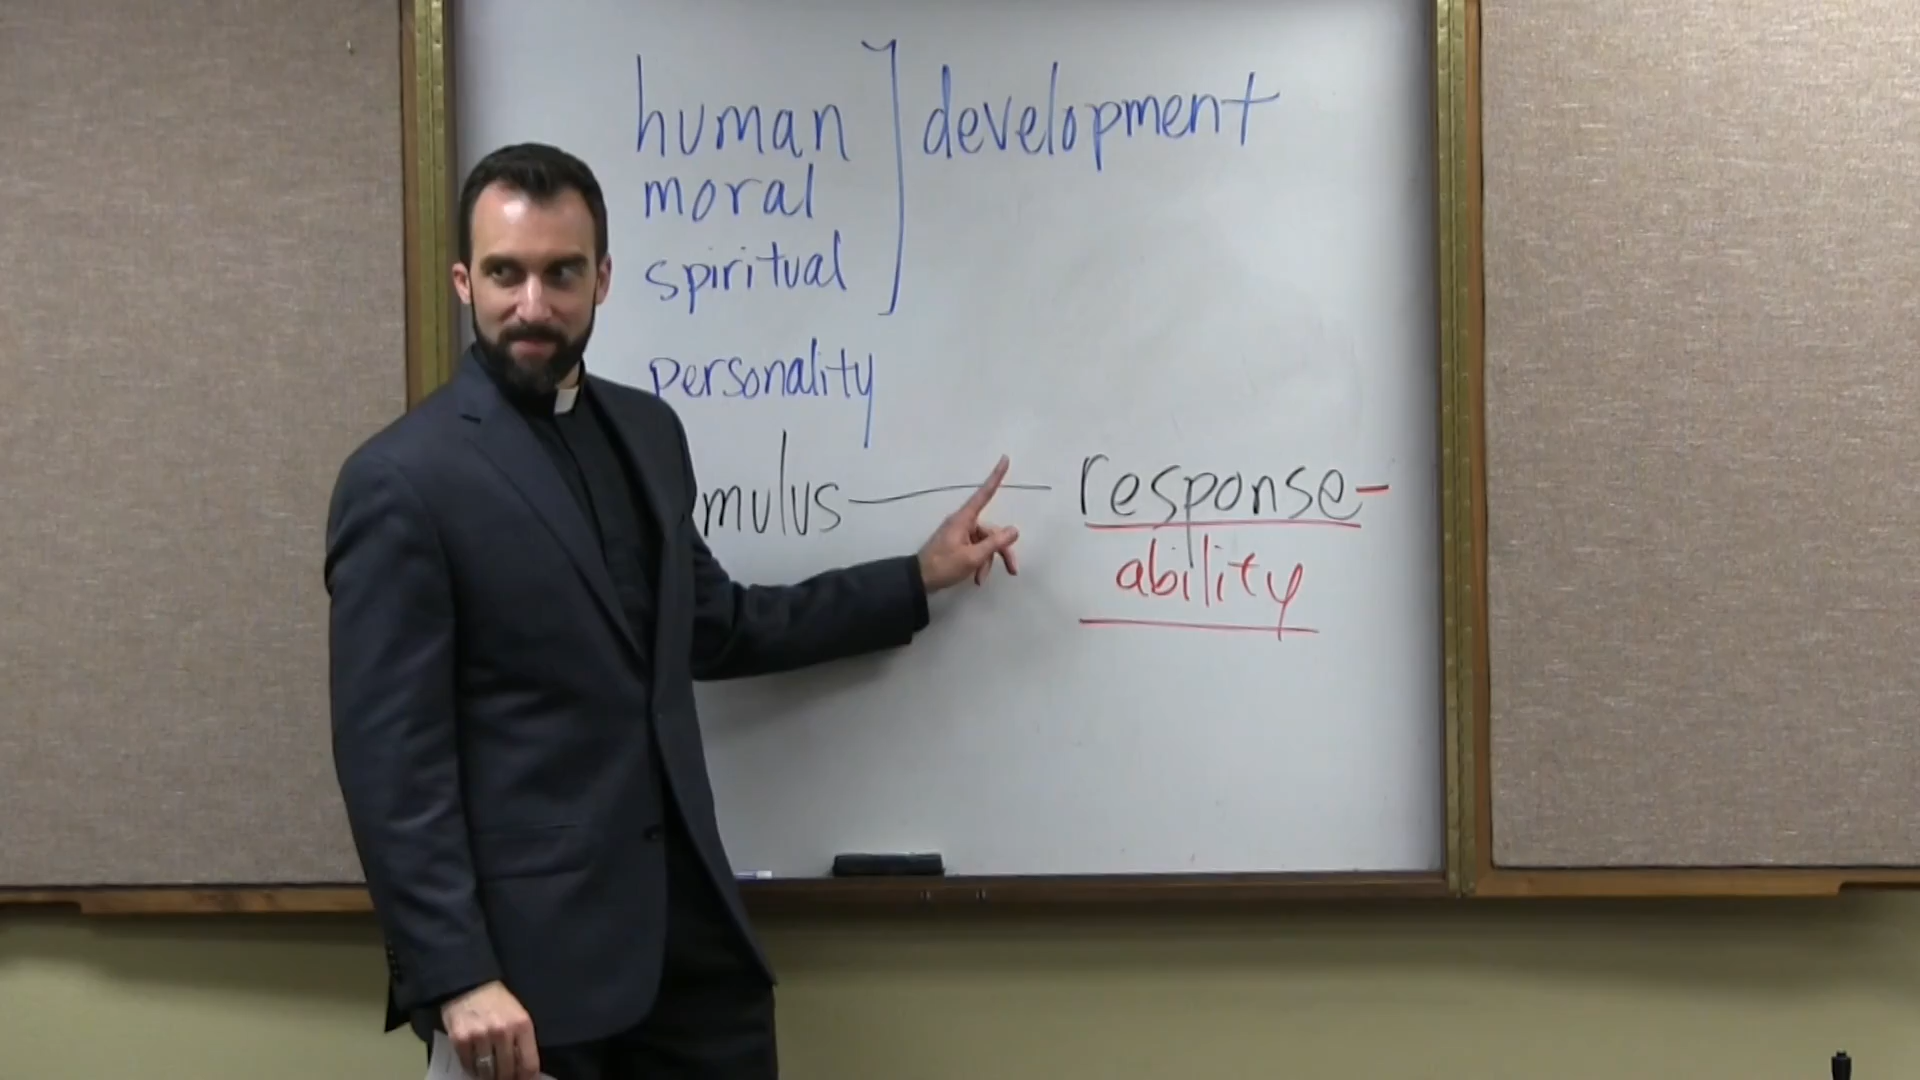 human ] development
moral
spiritual
personality
mulus — response-
ability